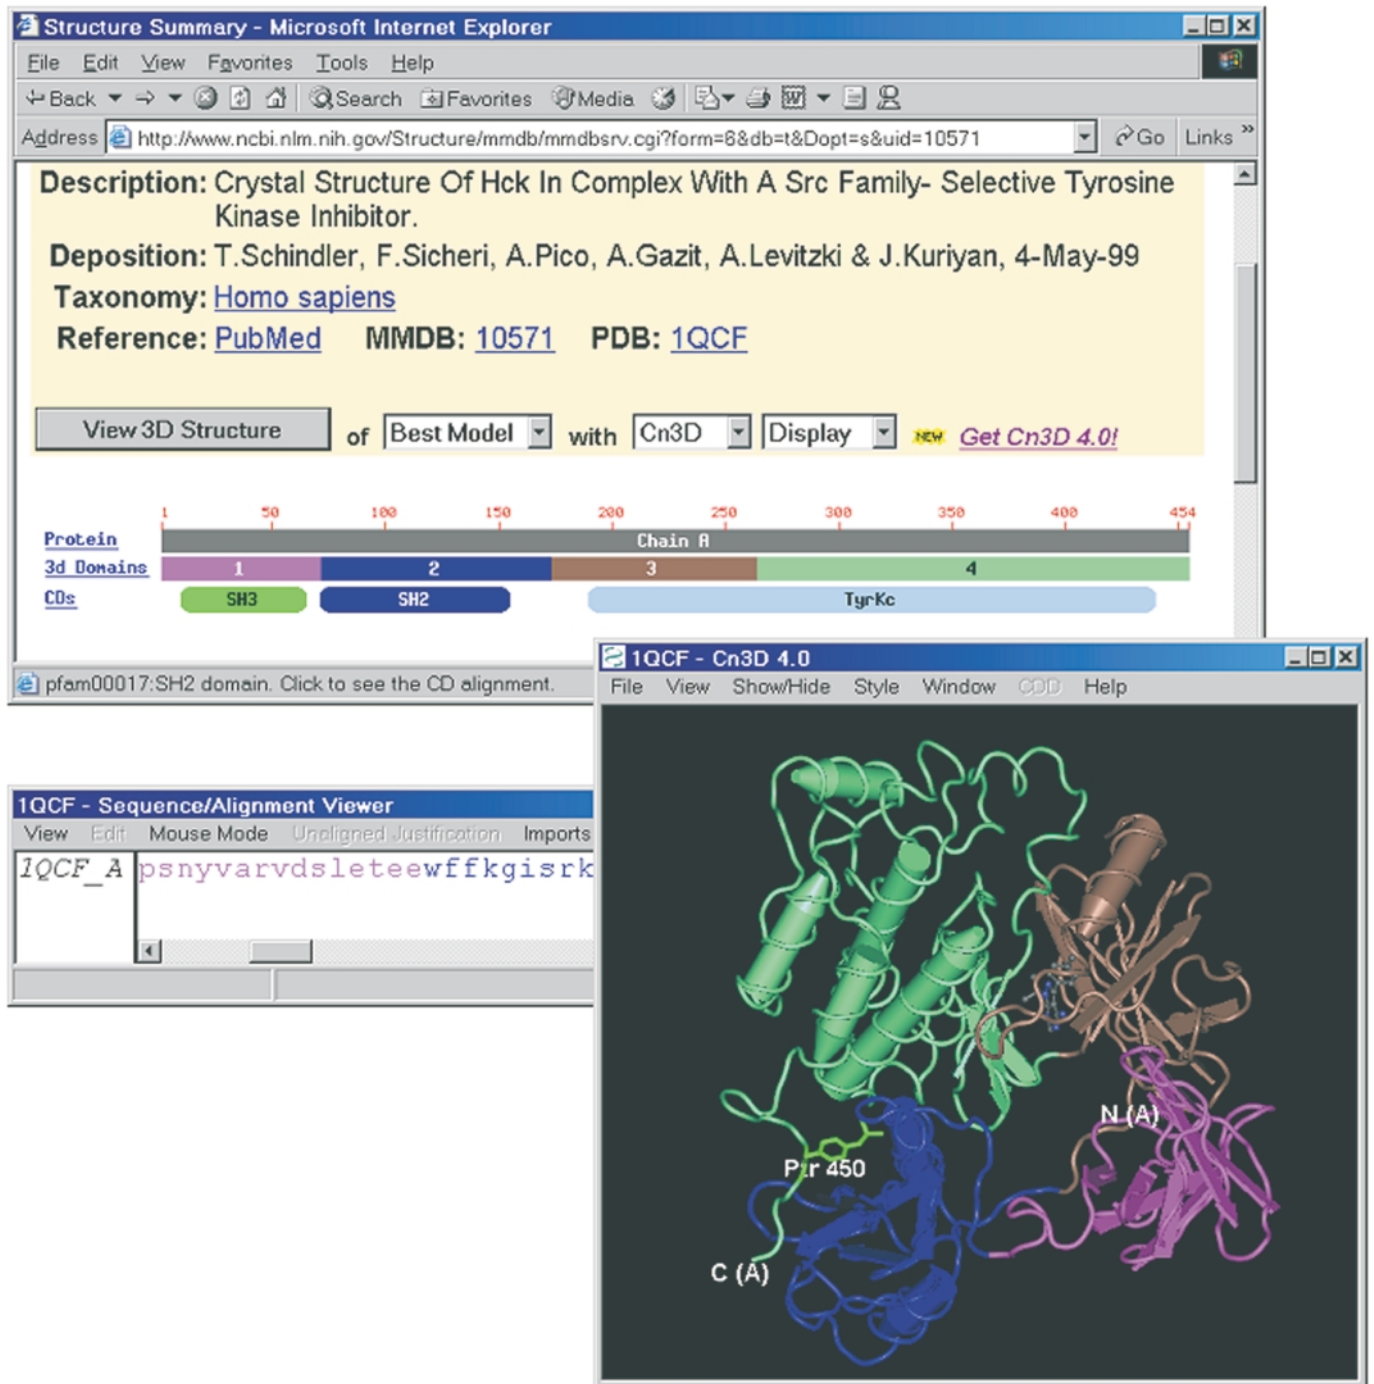 Structure Summary - Microsoft Internet Explorer
File Edit View Favorites Tools Help
Back Search Favorites Media
Address http://www.ncbi.nlm.nih.gov/Structure/mmdb/mmdbsrv.cgi?form=6&db=t&Dopt=s&uid=10571 Go Links »
Description: Crystal Structure Of Hck In Complex With A Src Family- Selective Tyrosine
Kinase Inhibitor.
Deposition: T.Schindler, F.Sicheri, A.Pico, A.Gazit, A.Levitzki & J.Kuriyan, 4-May-99
Taxonomy: Homo sapiens
Reference: PubMed MMDB: 10571 PDB: 1QCF
View 3D Structure of Best Model with Cn3D Display NEW Get Cn3D 4.0!
1 50 100 150 200 250 300 350 400 454
Protein Chain A
3d Domains 1 2 3 4
CDs SH3 SH2 TyrKc
pfam00017:SH2 domain. Click to see the CD alignment.
1QCF - Cn3D 4.0
File View Show/Hide Style Window CDD Help
N (A)
Ptr 450
C (A)
1QCF - Sequence/Alignment Viewer
View Edit Mouse Mode Unaligned Justification Imports
1QCF_A psnyvarvdsleteewffkgisrk